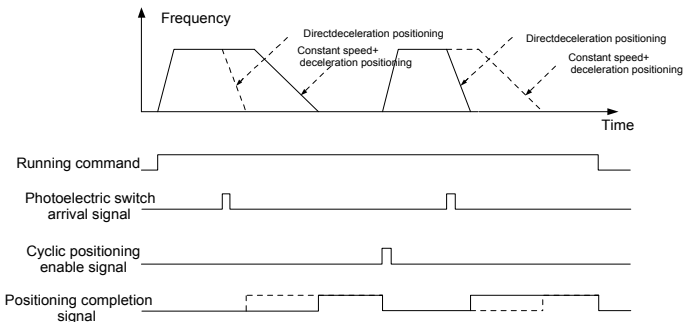 Frequency
Directdeceleration positioning
Constant speed+
deceleration positioning
Directdeceleration positioning
Constant speed+
deceleration positioning
Time
Running command
Photoelectric switch
arrival signal
Cyclic positioning
enable signal
Positioning completion
signal